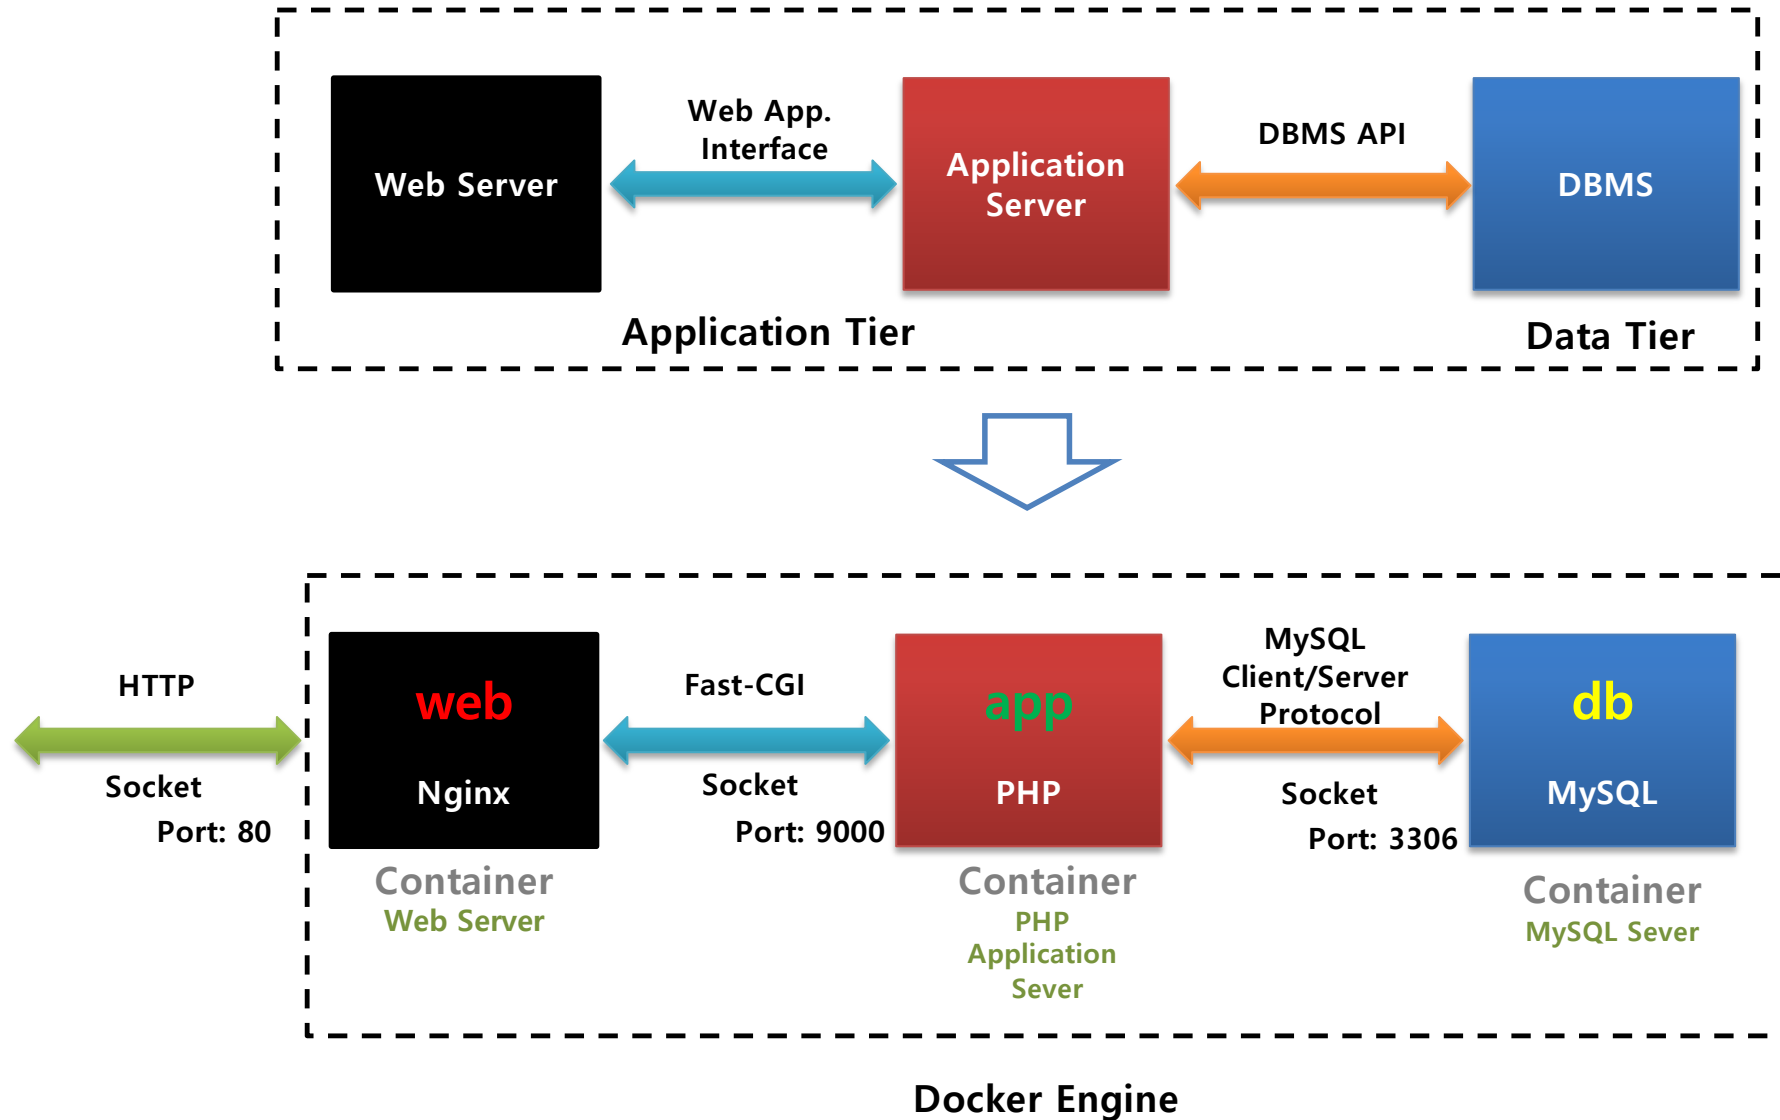 Web Server
Web App.
Interface
Application
Server
DBMS API
DBMS
Application Tier
Data Tier
HTTP
Socket
Port: 80
web
Nginx
Container
Web Server
Fast-CGI
Socket
Port: 9000
app
PHP
Container
PHP
Application
Sever
MySQL
Client/Server
Protocol
Socket
Port: 3306
db
MySQL
Container
MySQL Sever
Docker Engine